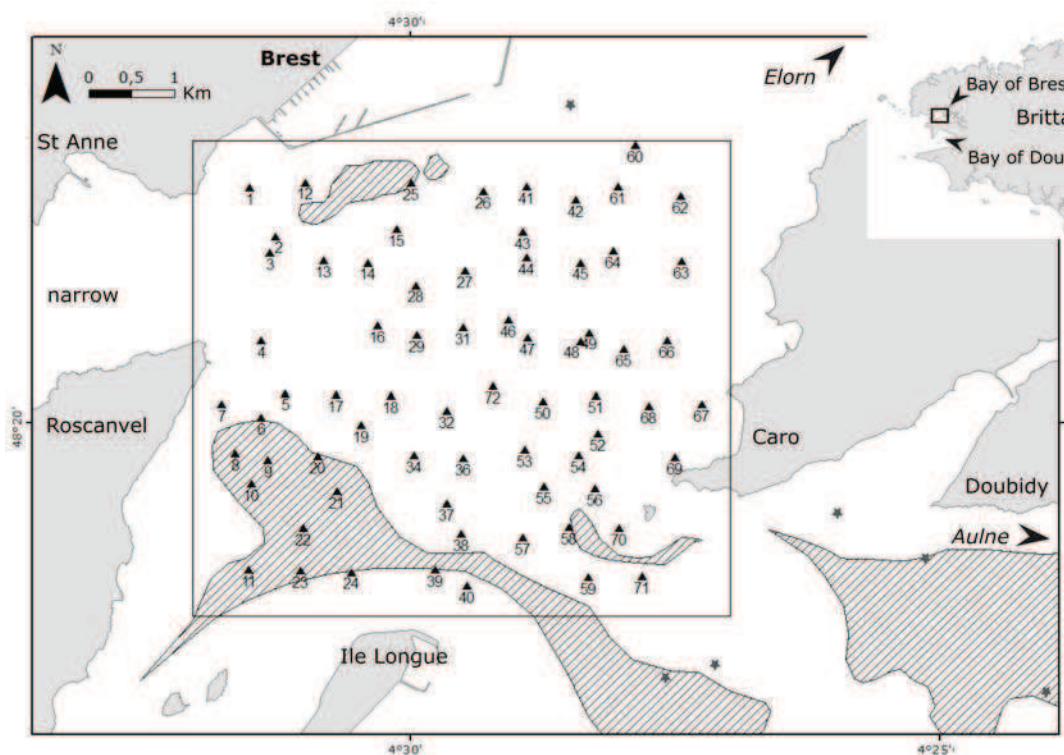 4°30'
N
Brest
0 0,5 1
Km
Elorn
Bay of Bres
Britta
Bay of Dou
St Anne
60
1 12 25 26 41 42 61 62
2 3 13 14 15 27 28 43 44 45 64 63
narrow
4 16 29 31 46 47 48 49 65 66
72
7 6 5 17 18 19 32 50 51 68 67
48°20'
Roscanvel
Caro
52
8 9 10 20 21 34 36 53 54 69
Doubidy
55 56
37
22 38 57 58 70
Aulne
11 23 24 39 40 59 71
Ile Longue
4°30'
4°25'